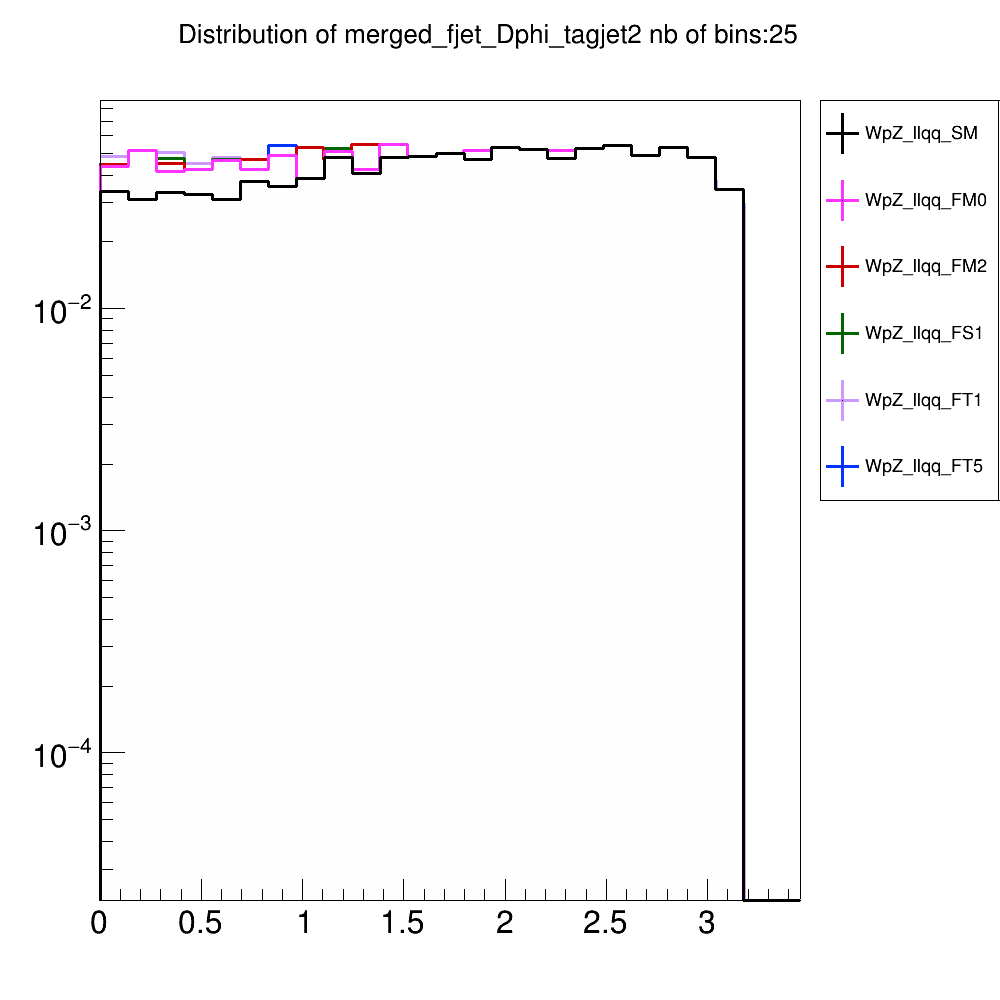 Distribution of merged_fjet_Dphi_tagjet2 nb of bins:25
WpZ_llqq_SM
WpZ_llqq_FM0
WpZ_llqq_FM2
WpZ_llqq_FS1
WpZ_llqq_FT1
WpZ_llqq_FT5
10−2
10−3
10−4
0 0.5 1 1.5 2 2.5 3